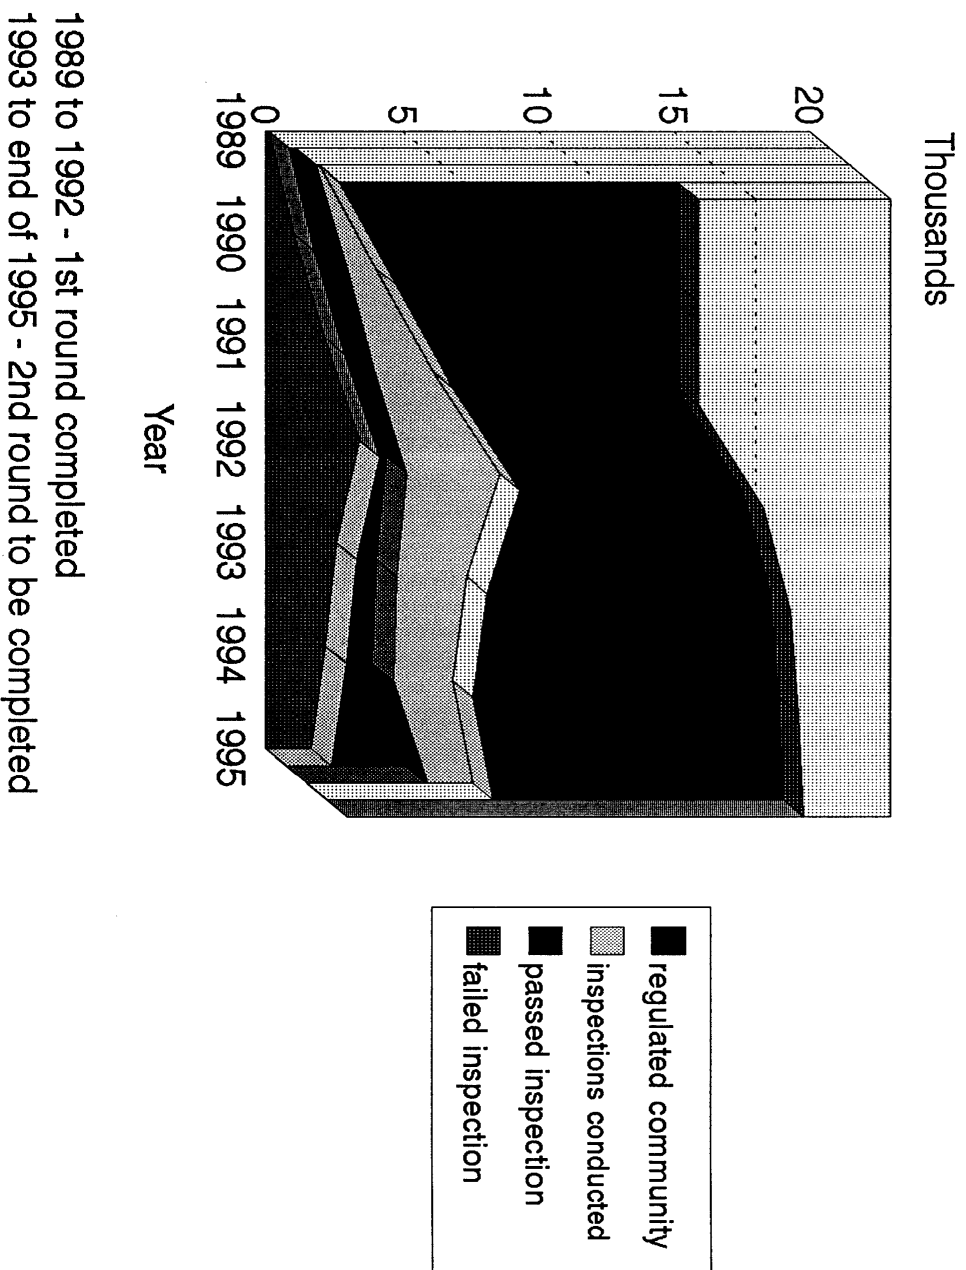 Thousands
20
15
10
5
0
1989 1990 1991 1992 1993 1994 1995
Year
regulated community
inspections conducted
passed inspection
failed inspection
1989 to 1992 - 1st round completed
1993 to end of 1995 - 2nd round to be completed